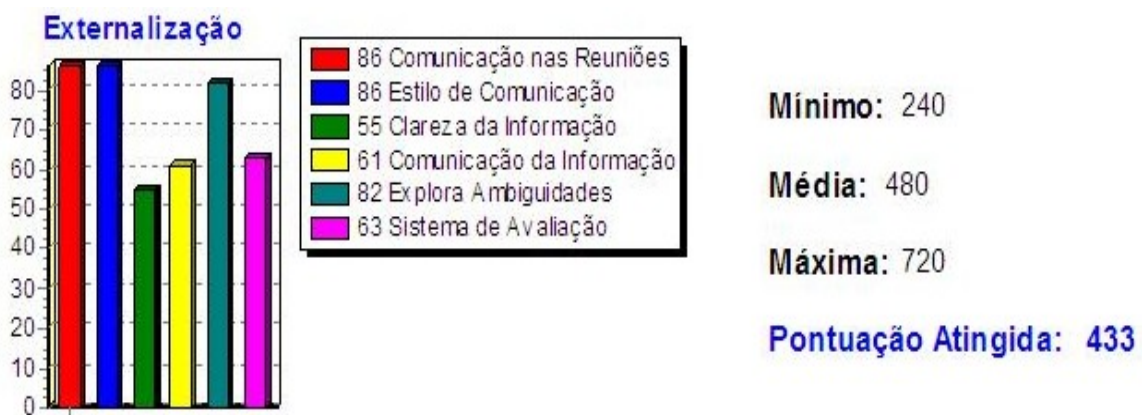 Externalização
80
70
60
50
40
30
20
10
0
86 Comunicação nas Reuniões
86 Estilo de Comunicação
55 Clareza da Informação
61 Comunicação da Informação
82 Explora Ambiguidades
63 Sistema de Avaliação
Mínimo: 240
Média: 480
Máxima: 720
Pontuação Atingida: 433